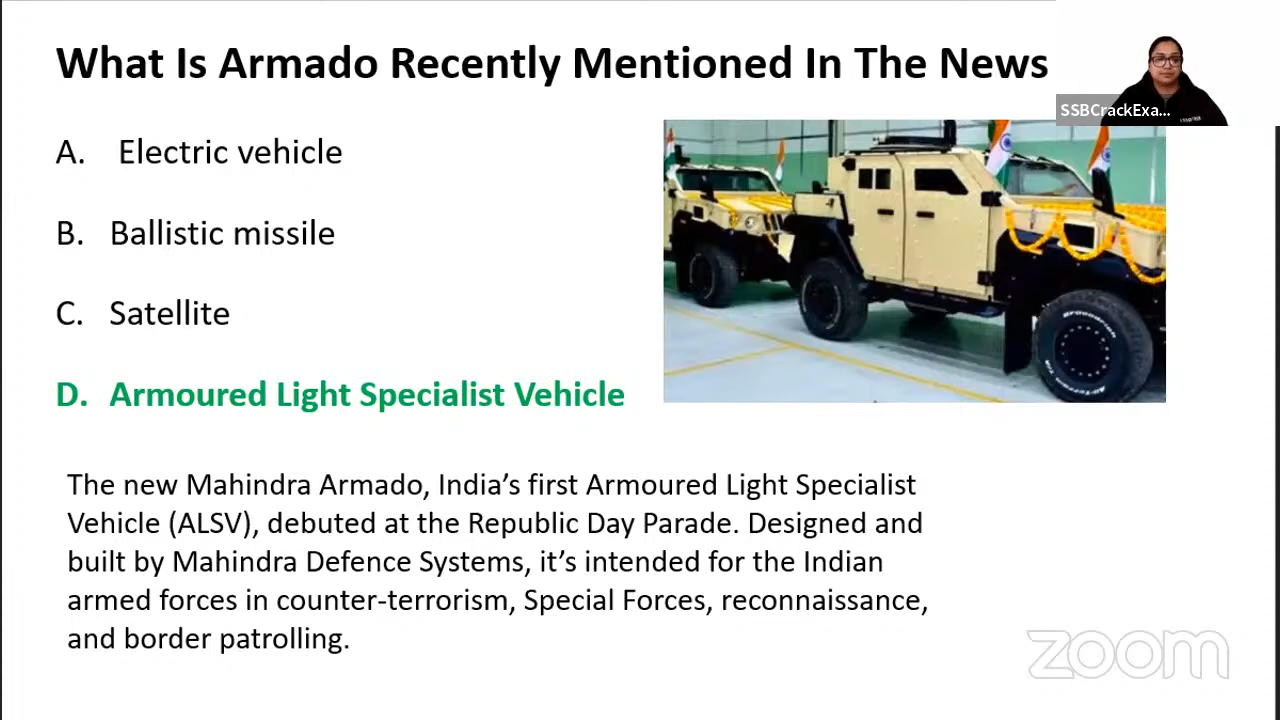 What Is Armado Recently Mentioned In The News
SSBCrackExa...
A. Electric vehicle
B. Ballistic missile
C. Satellite
D. Armoured Light Specialist Vehicle
The new Mahindra Armado, India’s first Armoured Light Specialist
Vehicle (ALSV), debuted at the Republic Day Parade. Designed and
built by Mahindra Defence Systems, it’s intended for the Indian
armed forces in counter-terrorism, Special Forces, reconnaissance,
and border patrolling.
zoom